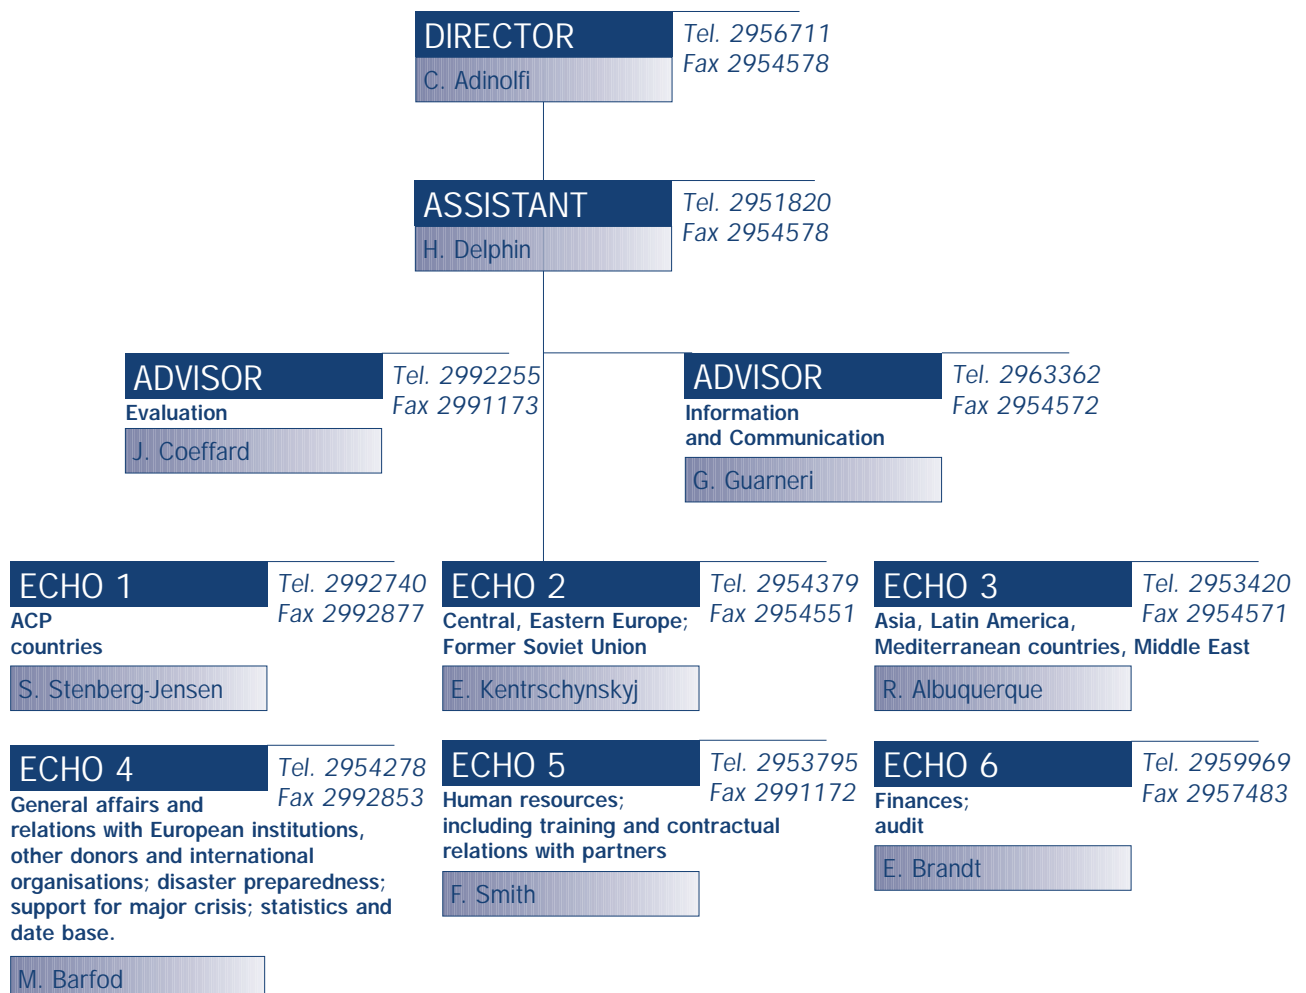 DIRECTOR
Tel. 2956711
Fax 2954578
C. Adinolfi
ASSISTANT
Tel. 2951820
Fax 2954578
H. Delphin
ADVISOR
Tel. 2992255
Fax 2991173
Evaluation
J. Coeffard
ADVISOR
Tel. 2963362
Fax 2954572
Information
and Communication
G. Guarneri
ECHO 1
Tel. 2992740
Fax 2992877
ACP
countries
S. Stenberg-Jensen
ECHO 2
Tel. 2954379
Fax 2954551
Central, Eastern Europe;
Former Soviet Union
E. Kentrschynskyj
ECHO 3
Tel. 2953420
Fax 2954571
Asia, Latin America,
Mediterranean countries, Middle East
R. Albuquerque
ECHO 4
Tel. 2954278
Fax 2992853
General affairs and
relations with European institutions,
other donors and international
organisations; disaster preparedness;
support for major crisis; statistics and
date base.
M. Barfod
ECHO 5
Tel. 2953795
Fax 2991172
Human resources;
including training and contractual
relations with partners
F. Smith
ECHO 6
Tel. 2959969
Fax 2957483
Finances;
audit
E. Brandt